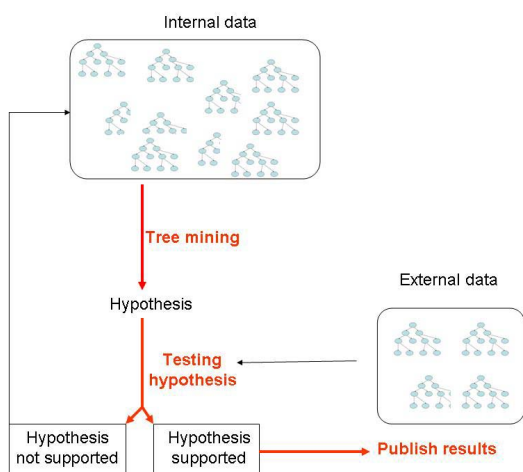 Internal data
Tree mining
External data
Hypothesis
Testing
hypothesis
Hypothesis
not supported
Hypothesis
supported
Publish results